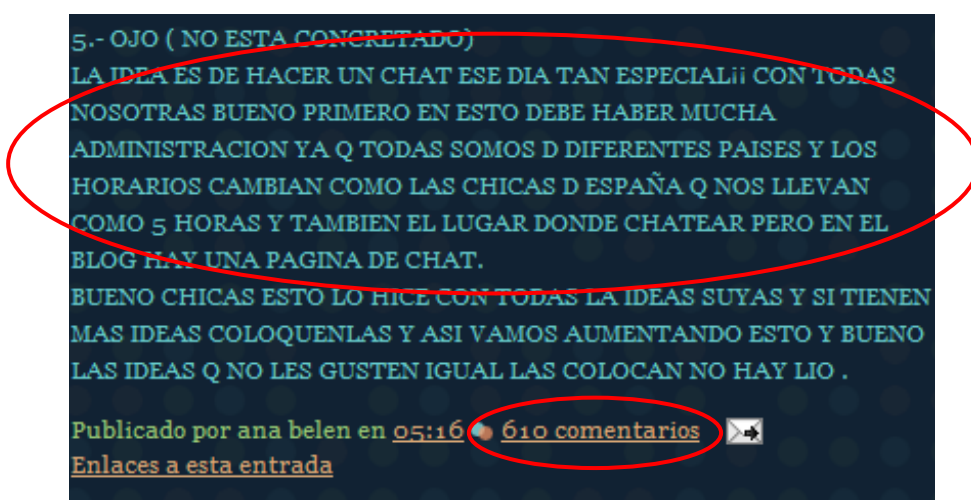 5.- OJO ( NO ESTA CONCRETADO)
LA IDEA ES DE HACER UN CHAT ESE DIA TAN ESPECIAL¡¡ CON TODAS
NOSOTRAS BUENO PRIMERO EN ESTO DEBE HABER MUCHA
ADMINISTRACION YA Q TODAS SOMOS D DIFERENTES PAISES Y LOS
HORARIOS CAMBIAN COMO LAS CHICAS D ESPAÑA Q NOS LLEVAN
COMO 5 HORAS Y TAMBIEN EL LUGAR DONDE CHATEAR PERO EN EL
BLOG HAY UNA PAGINA DE CHAT.
BUENO CHICAS ESTO LO HICE CON TODAS LA IDEAS SUYAS Y SI TIENEN
MAS IDEAS COLOQUENLAS Y ASI VAMOS AUMENTANDO ESTO Y BUENO
LAS IDEAS Q NO LES GUSTEN IGUAL LAS COLOCAN NO HAY LIO .
Publicado por ana belen en 05:16 610 comentarios
Enlaces a esta entrada